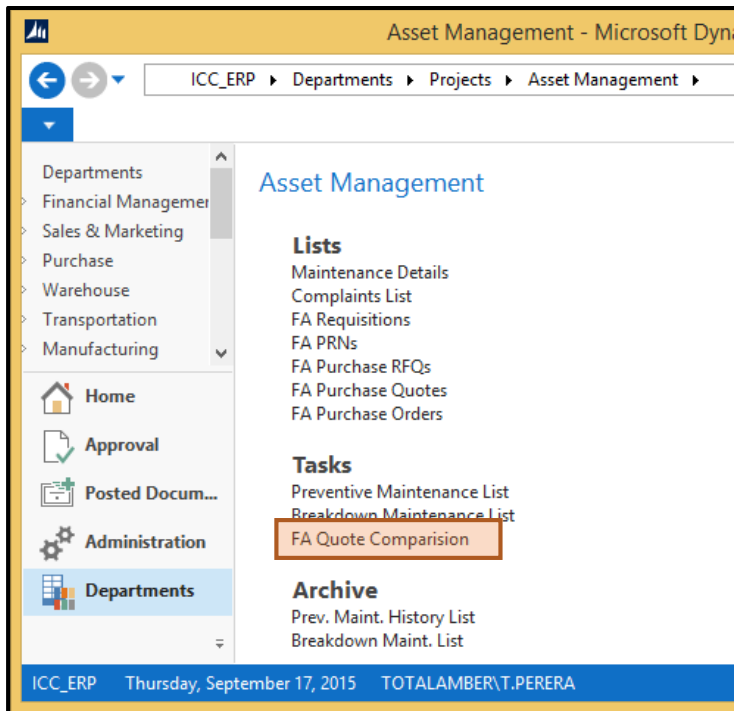 Asset Management - Microsoft Dyna
ICC_ERP Departments Projects Asset Management
Departments
Financial Managemen
Sales & Marketing
Purchase
Warehouse
Transportation
Manufacturing
Home
Approval
Posted Docum...
Administration
Departments
Asset Management
Lists
Maintenance Details
Complaints List
FA Requisitions
FA PRNs
FA Purchase RFQs
FA Purchase Quotes
FA Purchase Orders
Tasks
Preventive Maintenance List
Breakdown Maintenance List
FA Quote Comparision
Archive
Prev. Maint. History List
Breakdown Maint. List
ICC_ERP Thursday, September 17, 2015 TOTALAMBER\T.PERERA